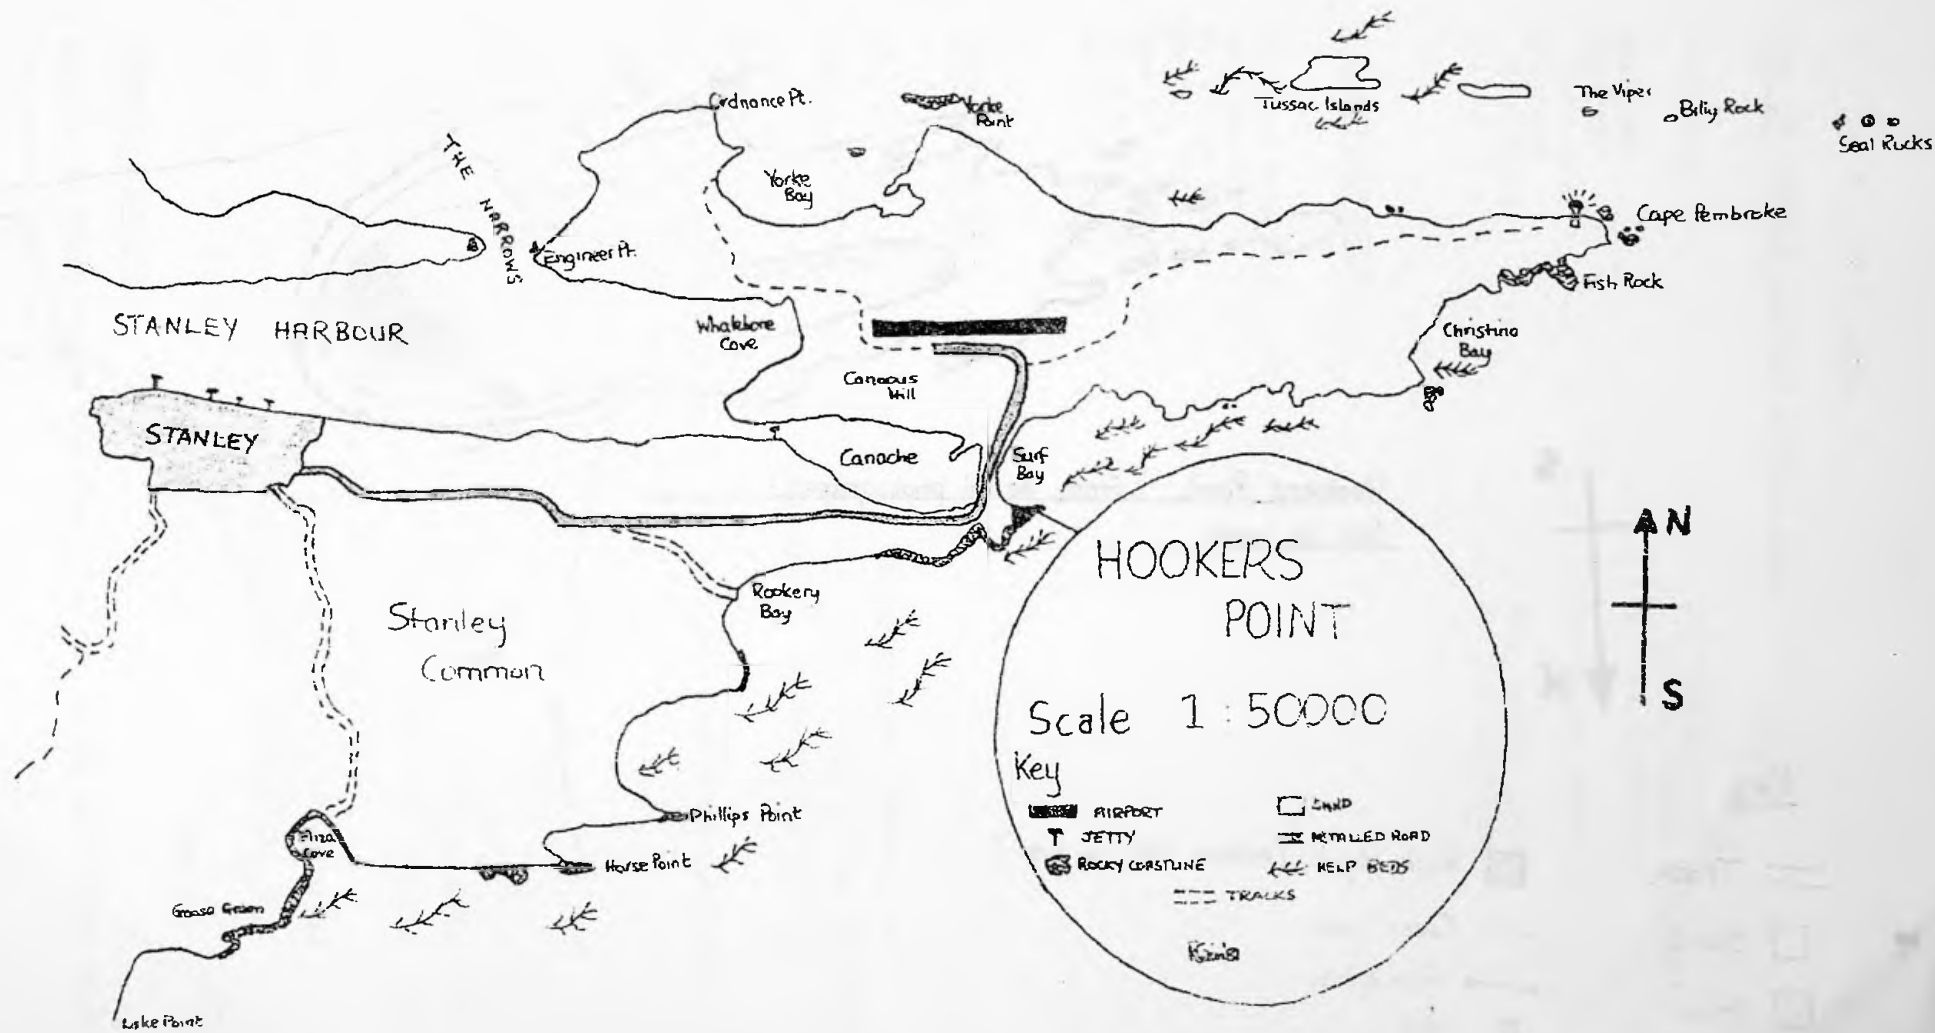 Ordnance Pt.
Yorke
Point
Tussac Islands
The Viper
Billy Rock
Seal Rocks
THE NARROWS
Yorke
Bay
Cape Pembroke
Engineer Pt.
Fish Rock
STANLEY HARBOUR
Whalebone
Cove
Christina
Bay
Canopus
Hill
STANLEY
Canache
Surf
Bay
N
S
HOOKERS
POINT
Rookery
Bay
Stanley
Common
Scale 1 : 50000
Key
AIRPORT
SAND
JETTY
METALLED ROAD
ROCKY COASTLINE
KELP BEDS
TRACKS
Phillips Point
Horse Point
Eliza
Cove
Goose Green
Lake Point